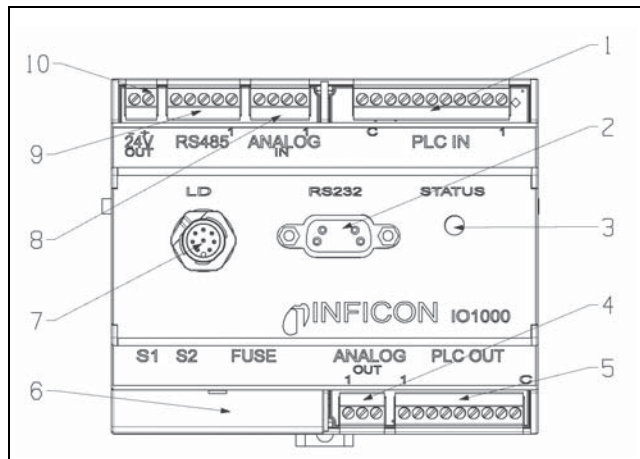 1
10
2
9
24V
OUT
RS485
1
ANALOG
IN
1
C
PLC IN
1
8
LD
RS232
STATUS
3
7
INFICON IO1000
4
S1 S2 FUSE ANALOG
OUT
PLC OUT
1 1 C
5
6